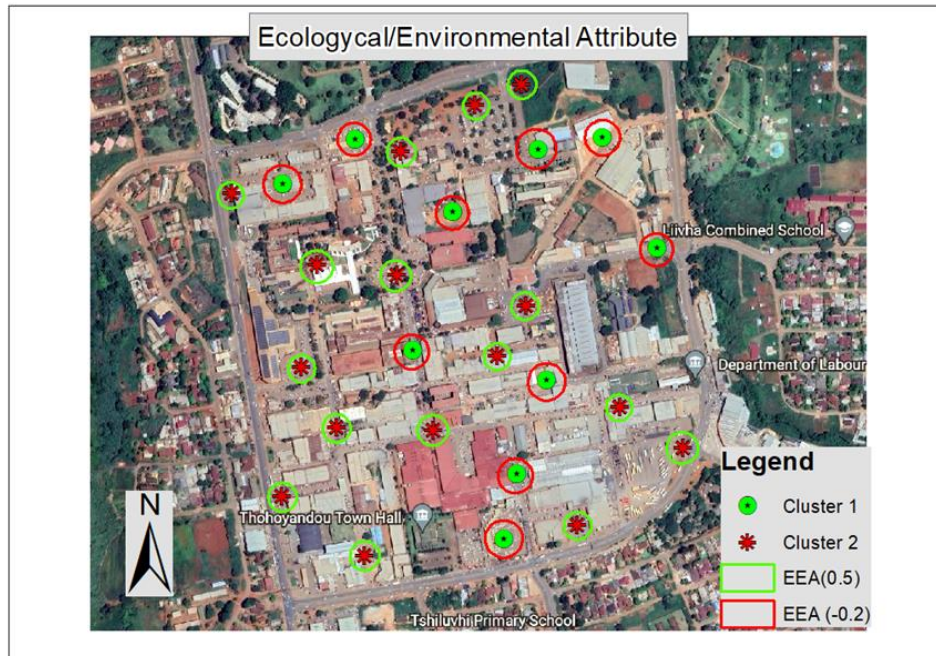 Ecologycal/Environmental Attribute
Liivha Combined School
Department of Labour
Legend
Cluster 1
Cluster 2
EEA(0.5)
EEA (-0.2)
N
Thohoyandou Town Hall
Tshiluvhi Primary School